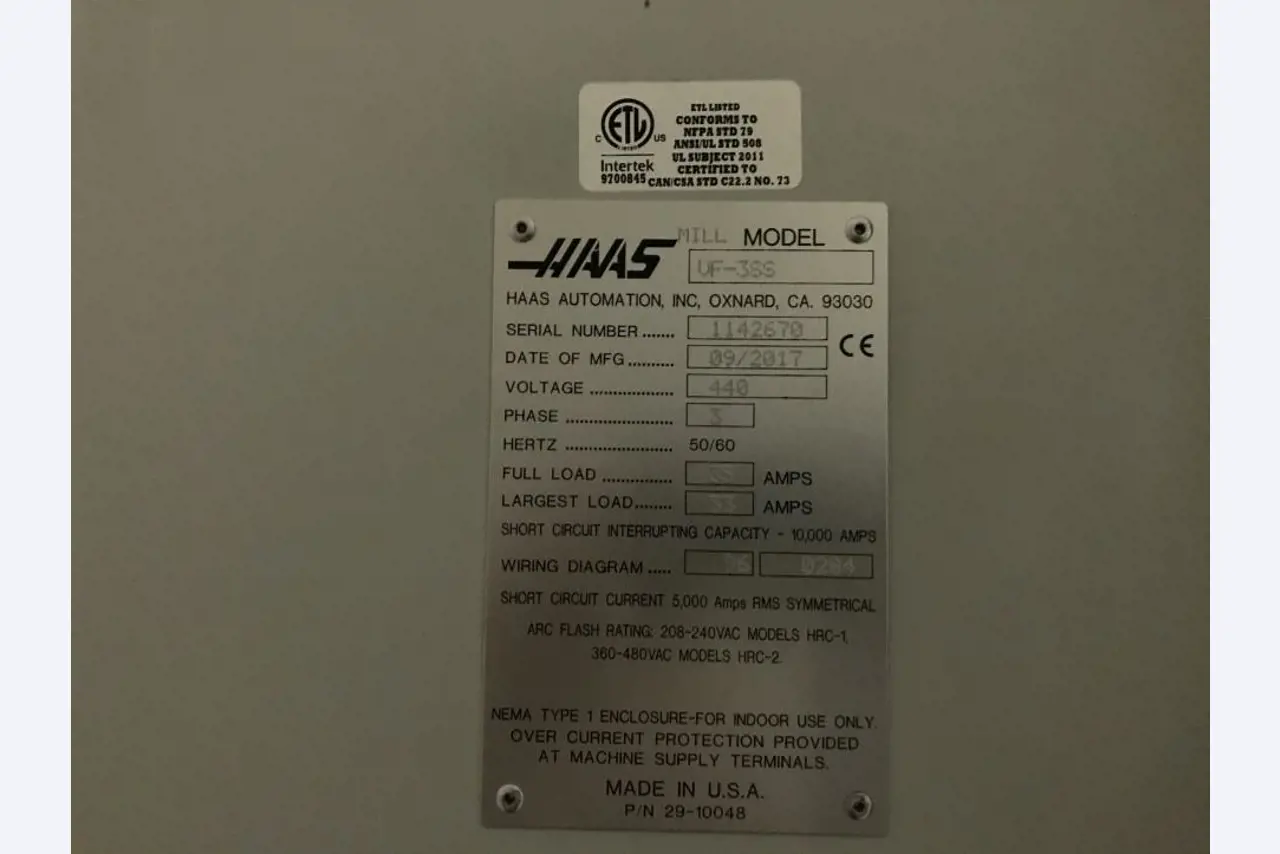 ETL LISTED
CONFORMS TO
NFPA STD 79
ANSI/UL STD 508
UL SUBJECT 2011
CERTIFIED TO
CAN/CSA STD C22.2 NO. 73
C ETL US
LISTED
Intertek
9700845
HAAS MILL MODEL
VF-3SS
HAAS AUTOMATION, INC, OXNARD, CA. 93030
SERIAL NUMBER ....... 1142670
DATE OF MFG .......... 09/2017 CE
VOLTAGE ................. 440
PHASE ...................... 3
HERTZ ...................... 50/60
FULL LOAD .............. AMPS
LARGEST LOAD........ AMPS
SHORT CIRCUIT INTERRUPTING CAPACITY - 10,000 AMPS
WIRING DIAGRAM ..... 0284
SHORT CIRCUIT CURRENT 5,000 Amps RMS SYMMETRICAL
ARC FLASH RATING: 208-240VAC MODELS HRC-1,
360-480VAC MODELS HRC-2.
NEMA TYPE 1 ENCLOSURE-FOR INDOOR USE ONLY.
OVER CURRENT PROTECTION PROVIDED
AT MACHINE SUPPLY TERMINALS.
MADE IN U.S.A.
P/N 29-10048